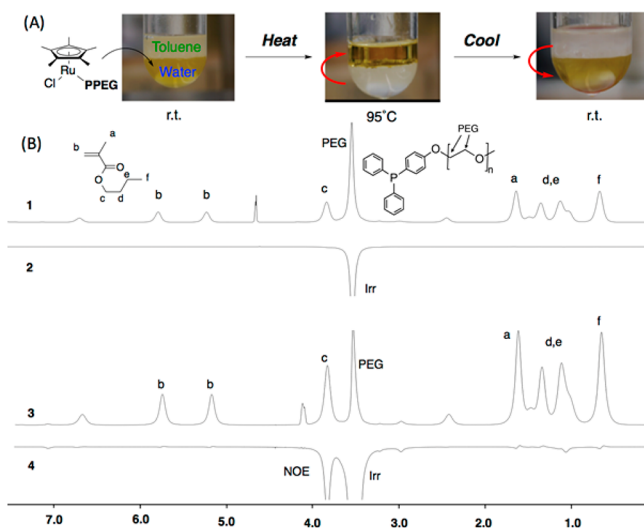 (A)
Ru
Cl
PPEG
Toluene
Water
Heat
Cool
r.t.
95˚C
r.t.
(B)
a
b
O
O
e
f
c
d
PEG
PEG
O
O
n
P
1
b
b
c
a
d,e
f
2
Irr
3
b
b
c
PEG
a
d,e
f
4
NOE
Irr
7.0
6.0
5.0
4.0
3.0
2.0
1.0